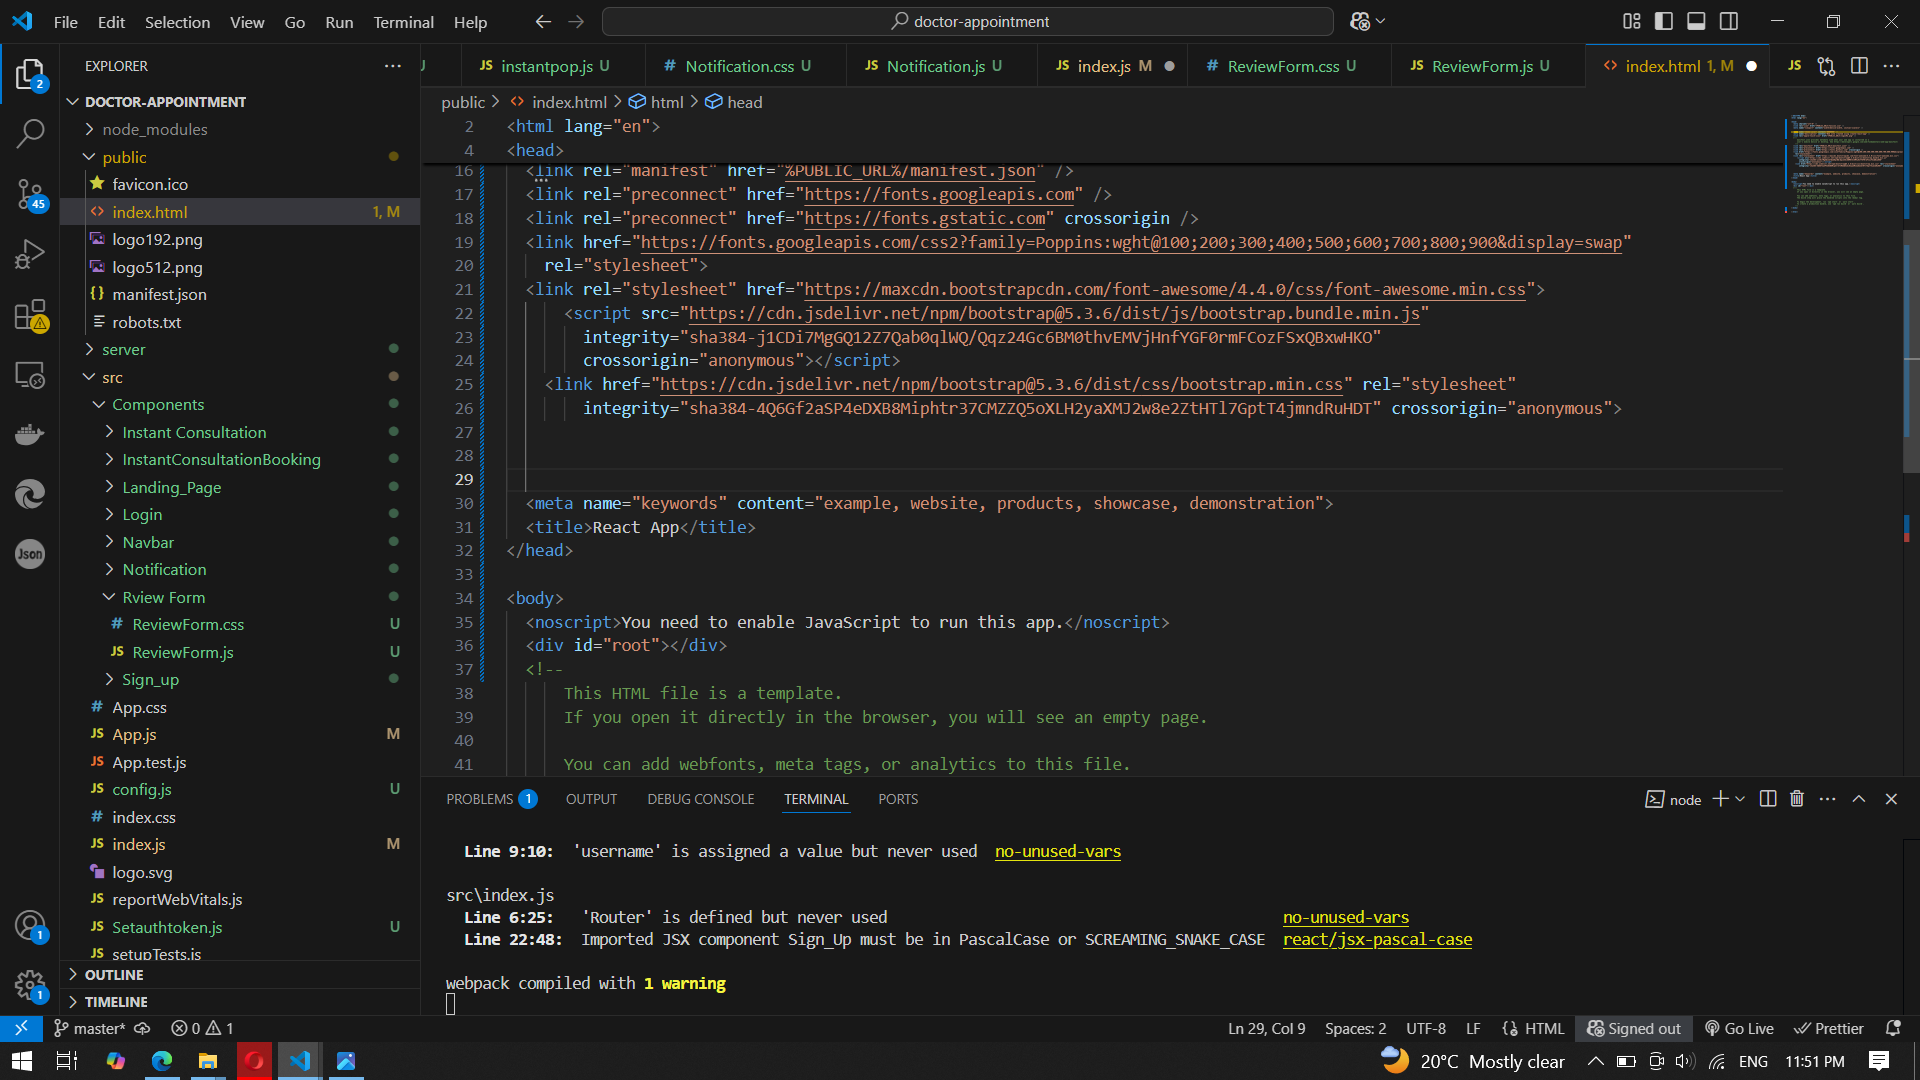 File Edit Selection View Go Run Terminal Help
doctor-appointment
EXPLORER
DOCTOR-APPOINTMENT
node_modules
public
favicon.ico
index.html 1, M
logo192.png
logo512.png
manifest.json
robots.txt
server
src
Components
Instant Consultation
InstantConsultationBooking
Landing_Page
Login
Navbar
Notification
Rview Form
ReviewForm.css U
ReviewForm.js U
Sign_up
App.css
App.js M
App.test.js
config.js U
index.css
index.js M
logo.svg
reportWebVitals.js
Setauthtoken.js U
setupTests.js
OUTLINE
TIMELINE
2
45
Json
1
1
instantpop.js U Notification.css U Notification.js U index.js M ReviewForm.css U ReviewForm.js U index.html 1, M
public > index.html > html > head
2 <html lang="en">
4 <head>
16 <link rel="manifest" href="%PUBLIC_URL%/manifest.json" />
17 <link rel="preconnect" href="https://fonts.googleapis.com" />
18 <link rel="preconnect" href="https://fonts.gstatic.com" crossorigin />
19 <link href="https://fonts.googleapis.com/css2?family=Poppins:wght@100;200;300;400;500;600;700;800;900&display=swap"
20 rel="stylesheet">
21 <link rel="stylesheet" href="https://maxcdn.bootstrapcdn.com/font-awesome/4.4.0/css/font-awesome.min.css">
22 <script src="https://cdn.jsdelivr.net/npm/bootstrap@5.3.6/dist/js/bootstrap.bundle.min.js"
23 integrity="sha384-j1CDi7MgGQ12Z7Qab0qlWQ/Qqz24Gc6BM0thvEMVjHnfYGF0rmFCozFSxQBxwHKO"
24 crossorigin="anonymous"></script>
25 <link href="https://cdn.jsdelivr.net/npm/bootstrap@5.3.6/dist/css/bootstrap.min.css" rel="stylesheet"
26 integrity="sha384-4Q6Gf2aSP4eDXB8Miphtr37CMZZQ5oXLH2yaXMJ2w8e2ZtHTl7GptT4jmndRuHDT" crossorigin="anonymous">
27
28
29
30 <meta name="keywords" content="example, website, products, showcase, demonstration">
31 <title>React App</title>
32 </head>
33
34 <body>
35 <noscript>You need to enable JavaScript to run this app.</noscript>
36 <div id="root"></div>
37 <!--
38 This HTML file is a template.
39 If you open it directly in the browser, you will see an empty page.
40
41 You can add webfonts, meta tags, or analytics to this file.
PROBLEMS 1 OUTPUT DEBUG CONSOLE TERMINAL PORTS
node
Line 9:10: 'username' is assigned a value but never used no-unused-vars
src\index.js
Line 6:25: 'Router' is defined but never used no-unused-vars
Line 22:48: Imported JSX component Sign_Up must be in PascalCase or SCREAMING_SNAKE_CASE react/jsx-pascal-case
webpack compiled with 1 warning
master* 0 1
Ln 29, Col 9 Spaces: 2 UTF-8 LF HTML Signed out Go Live Prettier
20°C Mostly clear ENG 11:51 PM